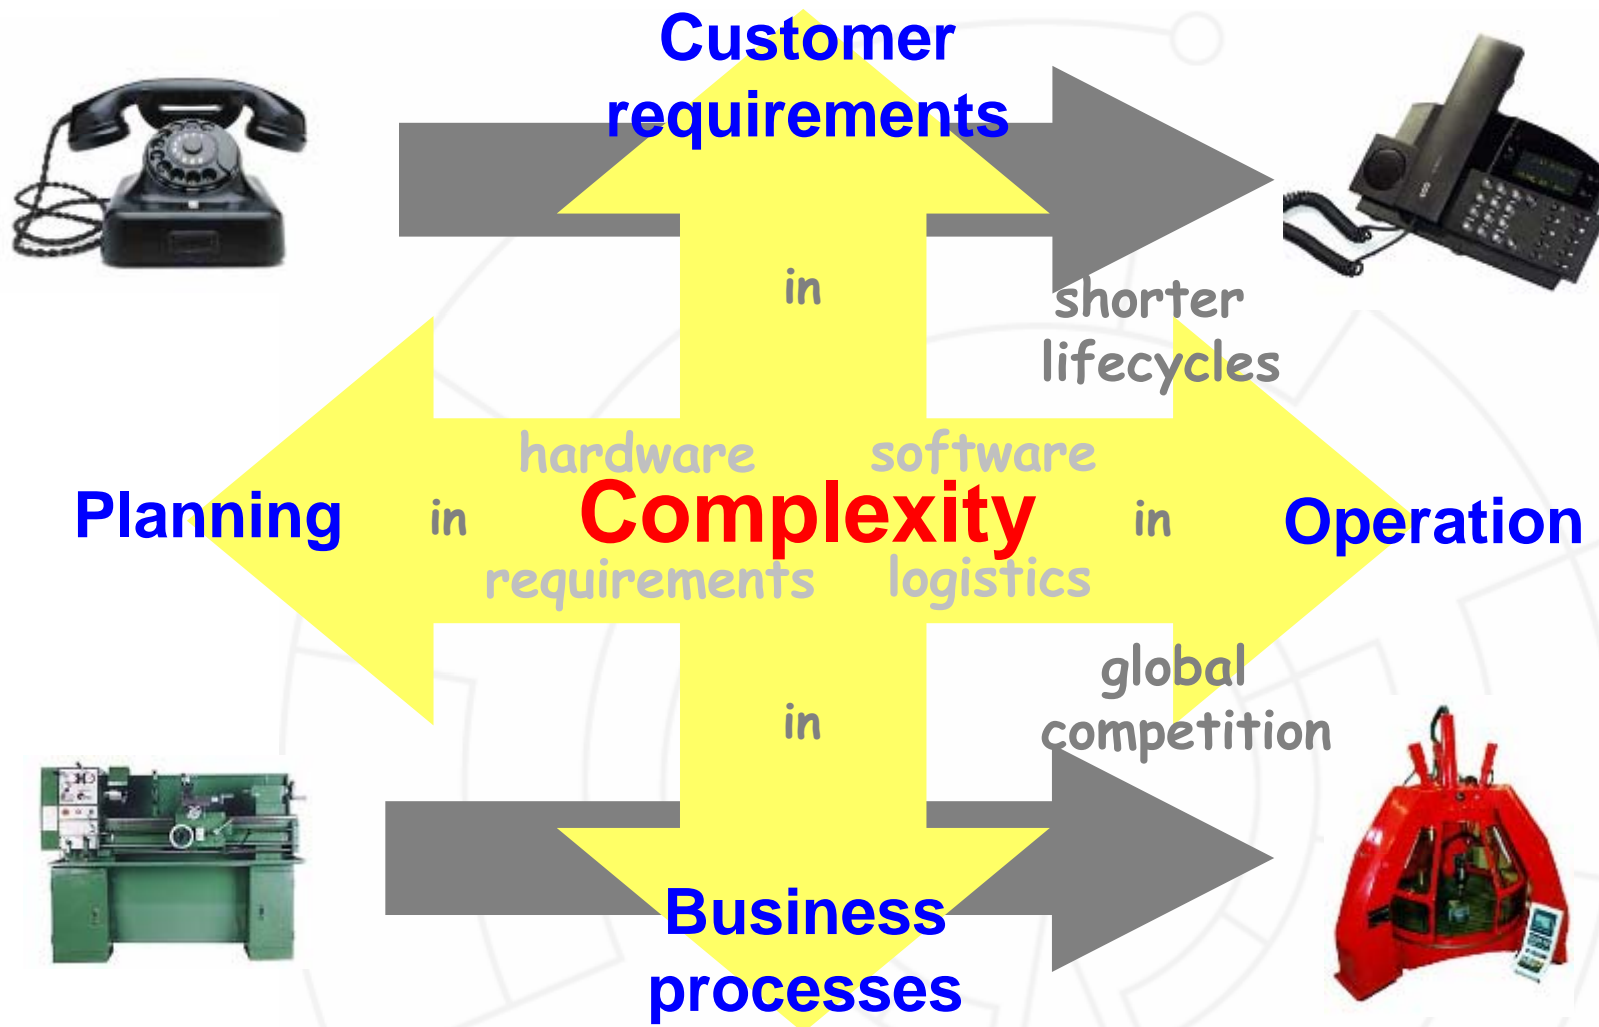 Customer
requirements
in
shorter
lifecycles
hardware software
Planning in Complexity in Operation
requirements logistics
in
global
competition
Business
processes